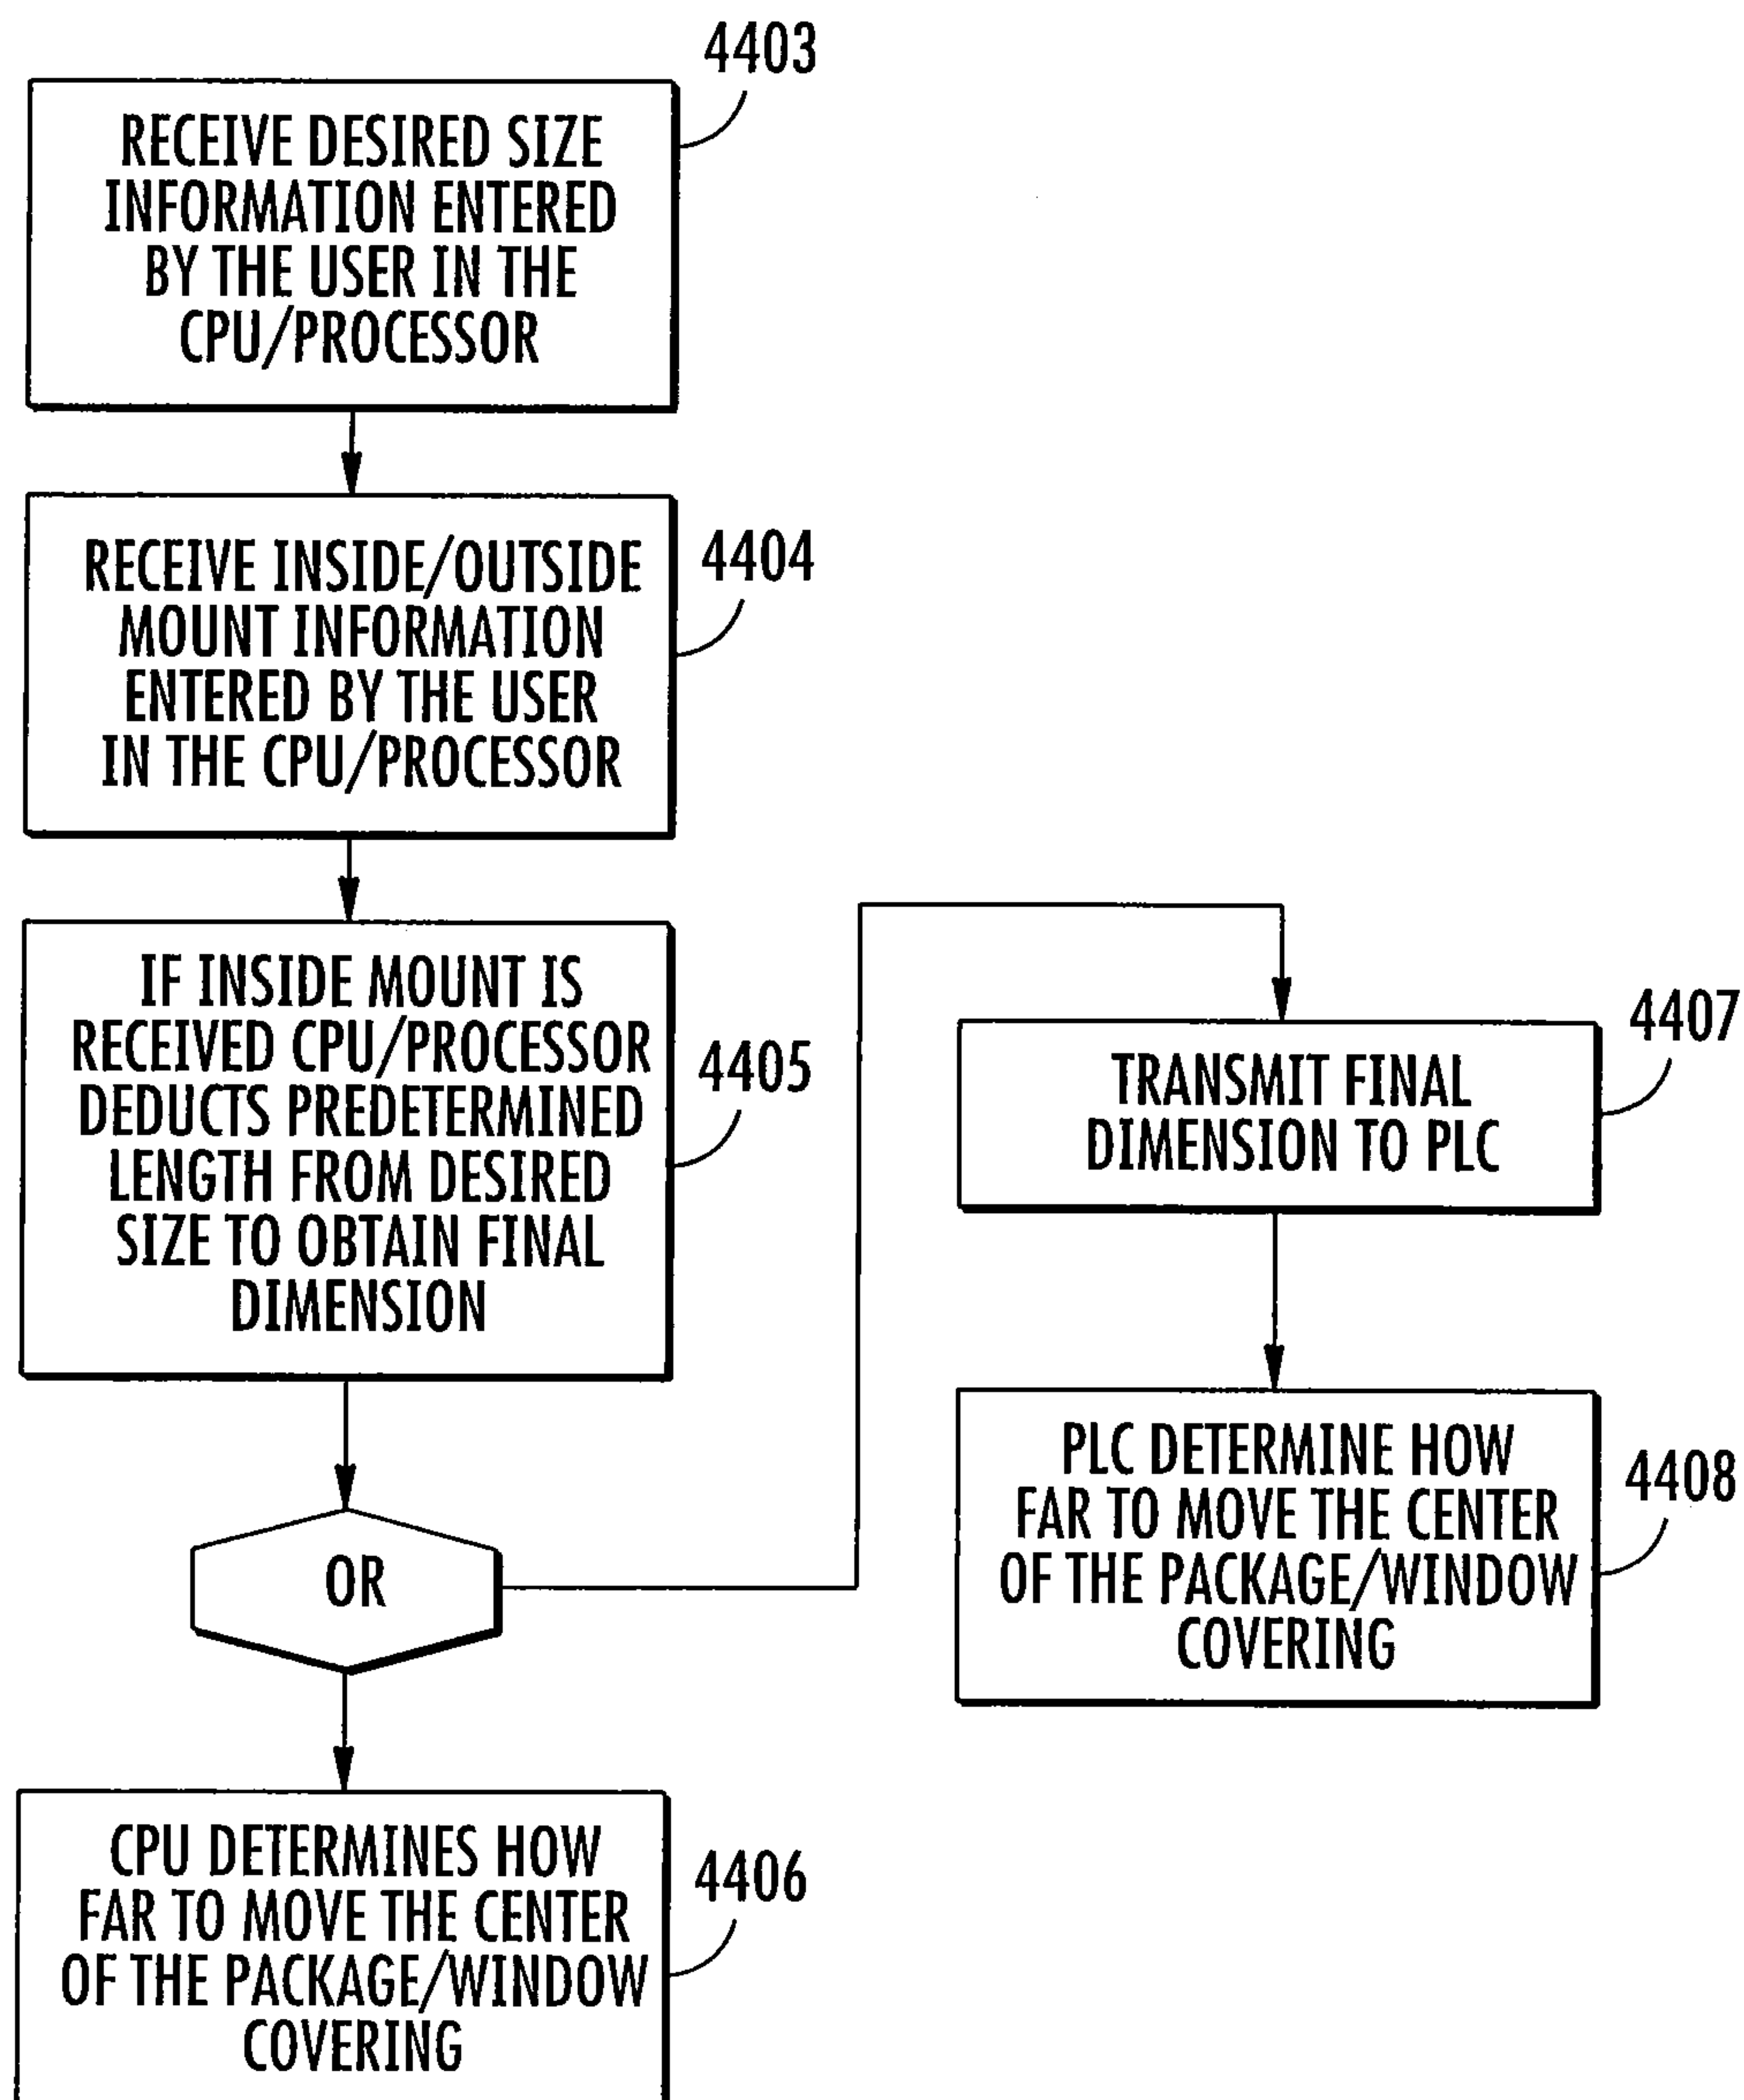 4403
RECEIVE DESIRED SIZE
INFORMATION ENTERED
BY THE USER IN THE
CPU/PROCESSOR
4404
RECEIVE INSIDE/OUTSIDE
MOUNT INFORMATION
ENTERED BY THE USER
IN THE CPU/PROCESSOR
4405
IF INSIDE MOUNT IS
RECEIVED CPU/PROCESSOR
DEDUCTS PREDETERMINED
LENGTH FROM DESIRED
SIZE TO OBTAIN FINAL
DIMENSION
OR
4406
CPU DETERMINES HOW
FAR TO MOVE THE CENTER
OF THE PACKAGE/WINDOW
COVERING
4407
TRANSMIT FINAL
DIMENSION TO PLC
4408
PLC DETERMINE HOW
FAR TO MOVE THE CENTER
OF THE PACKAGE/WINDOW
COVERING